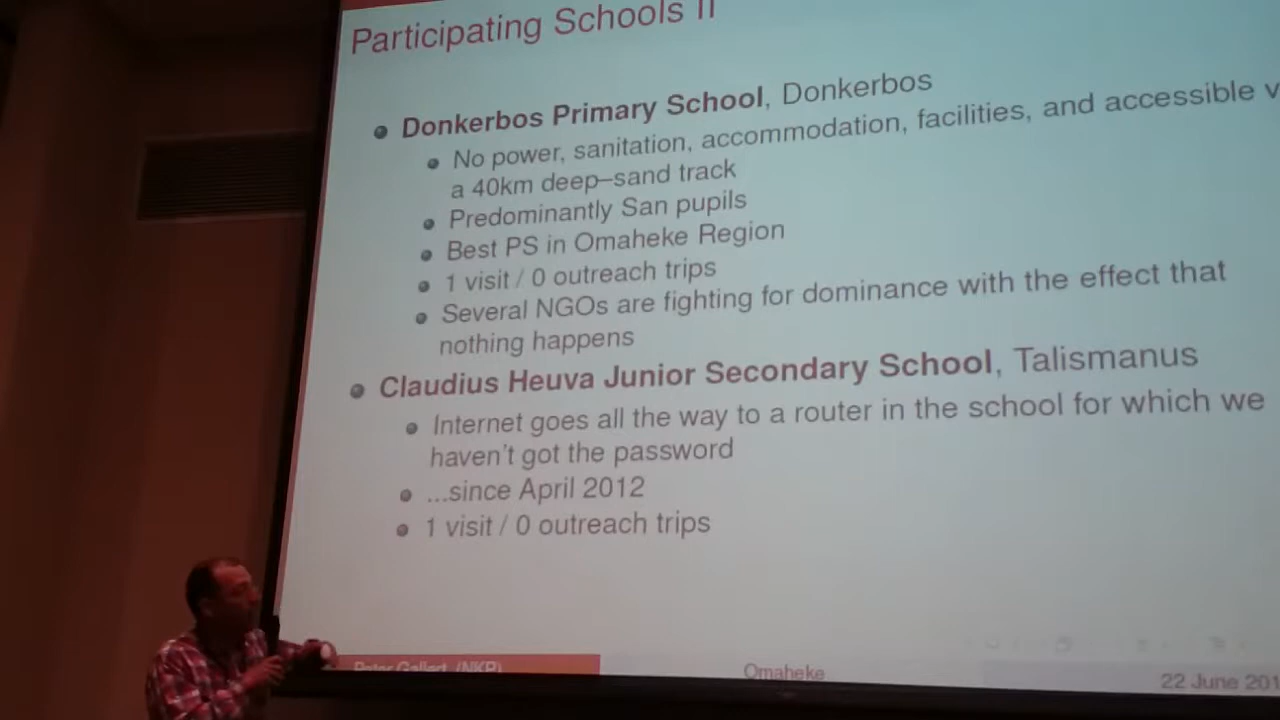 Participating Schools II
Donkerbos Primary School, Donkerbos
No power, sanitation, accommodation, facilities, and accessible v
a 40km deep–sand track
Predominantly San pupils
Best PS in Omaheke Region
1 visit / 0 outreach trips
Several NGOs are fighting for dominance with the effect that
nothing happens
Claudius Heuva Junior Secondary School, Talismanus
Internet goes all the way to a router in the school for which we
haven't got the password
...since April 2012
1 visit / 0 outreach trips
Peter Gallert (NKP)
Omaheke
22 June 201